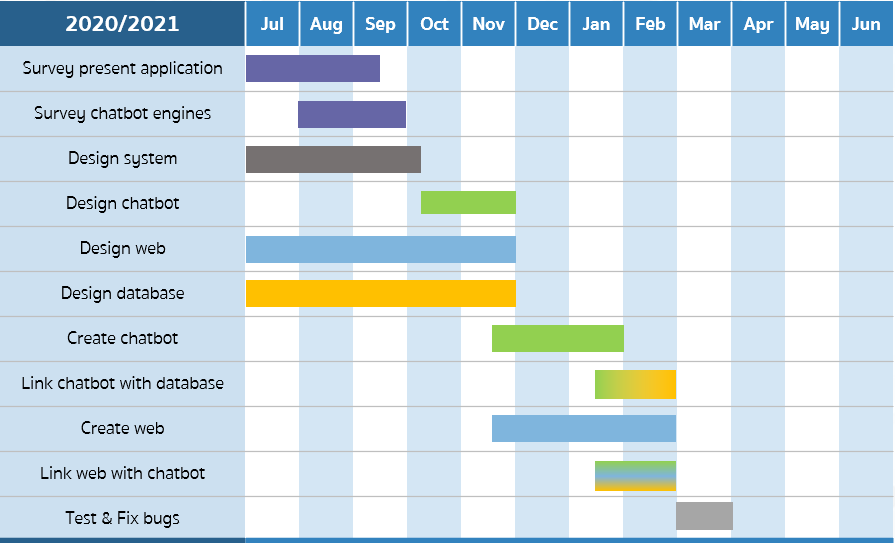 2020/2021 Jul Aug Sep Oct Nov Dec Jan Feb Mar Apr May Jun
Survey present application
Survey chatbot engines
Design system
Design chatbot
Design web
Design database
Create chatbot
Link chatbot with database
Create web
Link web with chatbot
Test & Fix bugs